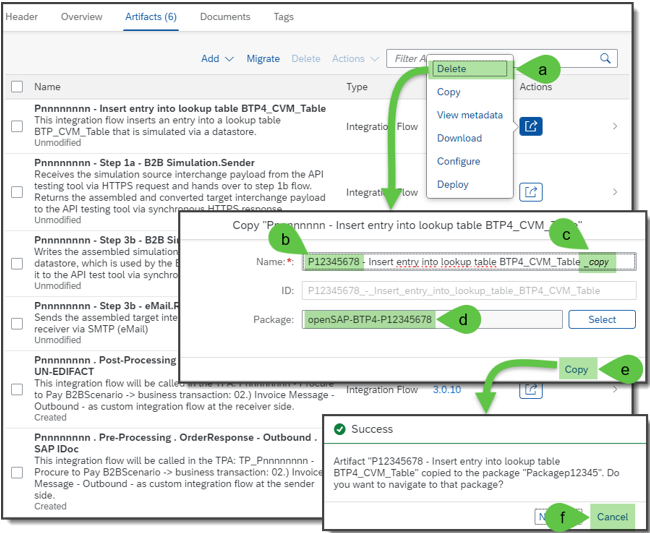 Header Overview Artifacts (6) Documents Tags
Add Migrate Delete Actions Filter A
Name Type Actions
Pnnnnnnnn - Insert entry into lookup table BTP4_CVM_Table
This integration flow inserts an entry into a lookup table
BTP_CVM_Table that is simulated via a datastore.
Unmodified
Integration Flow
Delete
Copy
View metadata
Download
Configure
Deploy
a
Pnnnnnnnn - Step 1a - B2B Simulation.Sender
Receives the simulation source interchange payload from the API
testing tool via HTTPS request and hands over to step 1b flow.
Returns the assembled and converted target interchange payload
to the API testing tool via synchronous HTTPS response.
Unmodified
Integration Flow
Pnnnnnnnn - Step 3b - B2B Si
Writes the assembled simulat
datastore, which is used by the B
it to the API test tool via synchron
Unmodified
Pnnnnnnnn - Step 3b - eMail.R
Sends the assembled target inte
receiver via SMTP (eMail)
Unmodified
Pnnnnnnnn . Post-Processing
UN-EDIFACT
This integration flow will be called in the TPA: TP_Pnnnnnnnn - Procure
to Pay B2BScenario -> business transaction: 02.) Invoice Message -
Outbound - as custom integration flow at the receiver side.
Created
Integration Flow 3.0.10
Pnnnnnnnn . Pre-Processing . OrderResponse - Outbound .
SAP IDoc
This integration flow will be called in the TPA: TP_Pnnnnnnnn -
Procure to Pay B2BScenario -> business transaction: 02.) Invoice
Message - Outbound - as custom integration flow at the sender
side.
Created
Copy "Pnnnnnnnn - Insert entry into lookup table BTP4_CVM_Table"
b
c
Name: *: P12345678 - Insert entry into lookup table BTP4_CVM_Table _copy
ID: P12345678_-_Insert_entry_into_lookup_table_BTP4_CVM_Table
Package: openSAP-BTP4-P12345678 d Select
Copy e
Success
Artifact "P12345678 - Insert entry into lookup table
BTP4_CVM_Table" copied to the package "Packagep12345". Do
you want to navigate to that package?
N f Cancel